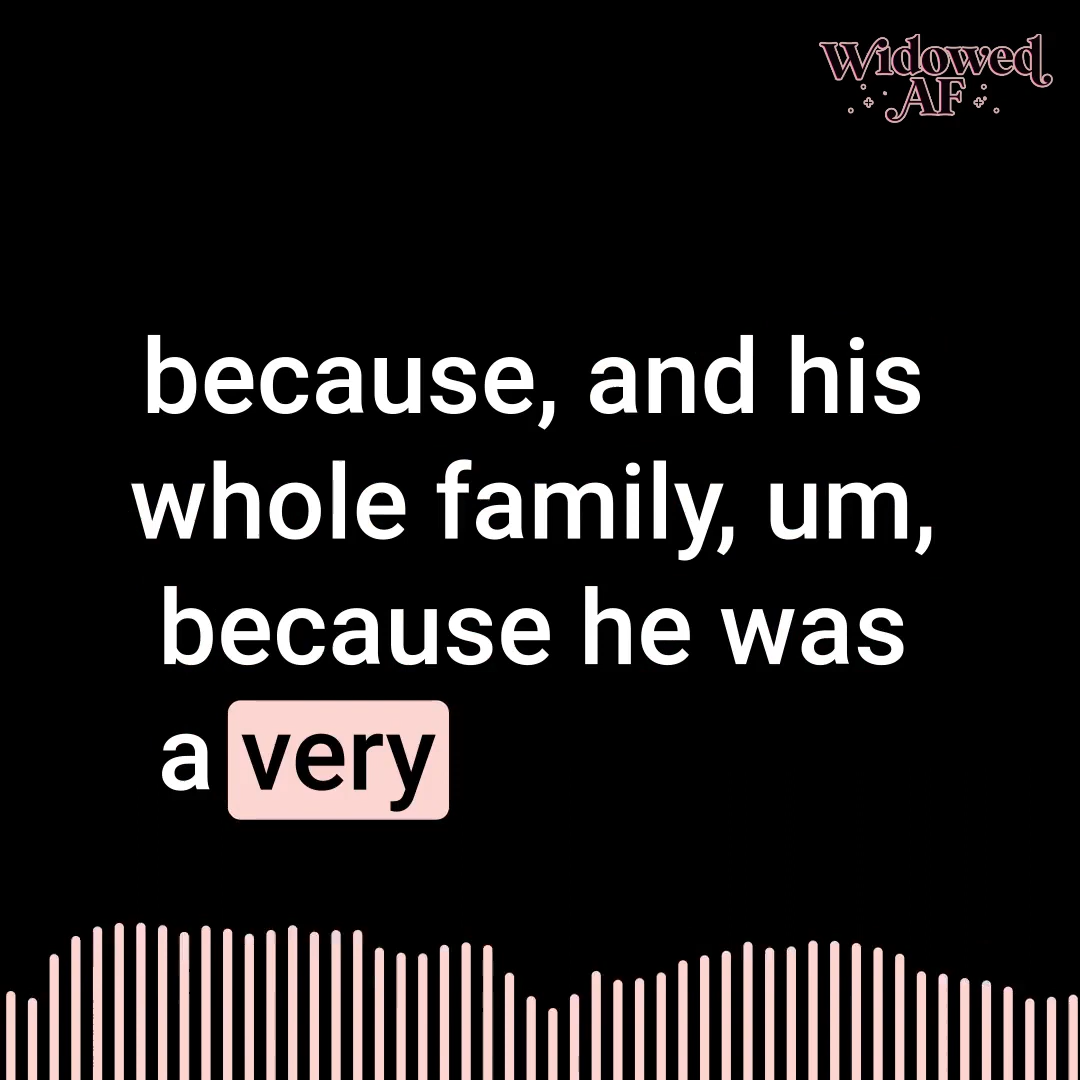 Widowed
AF
because, and his
whole family, um,
because he was
a very